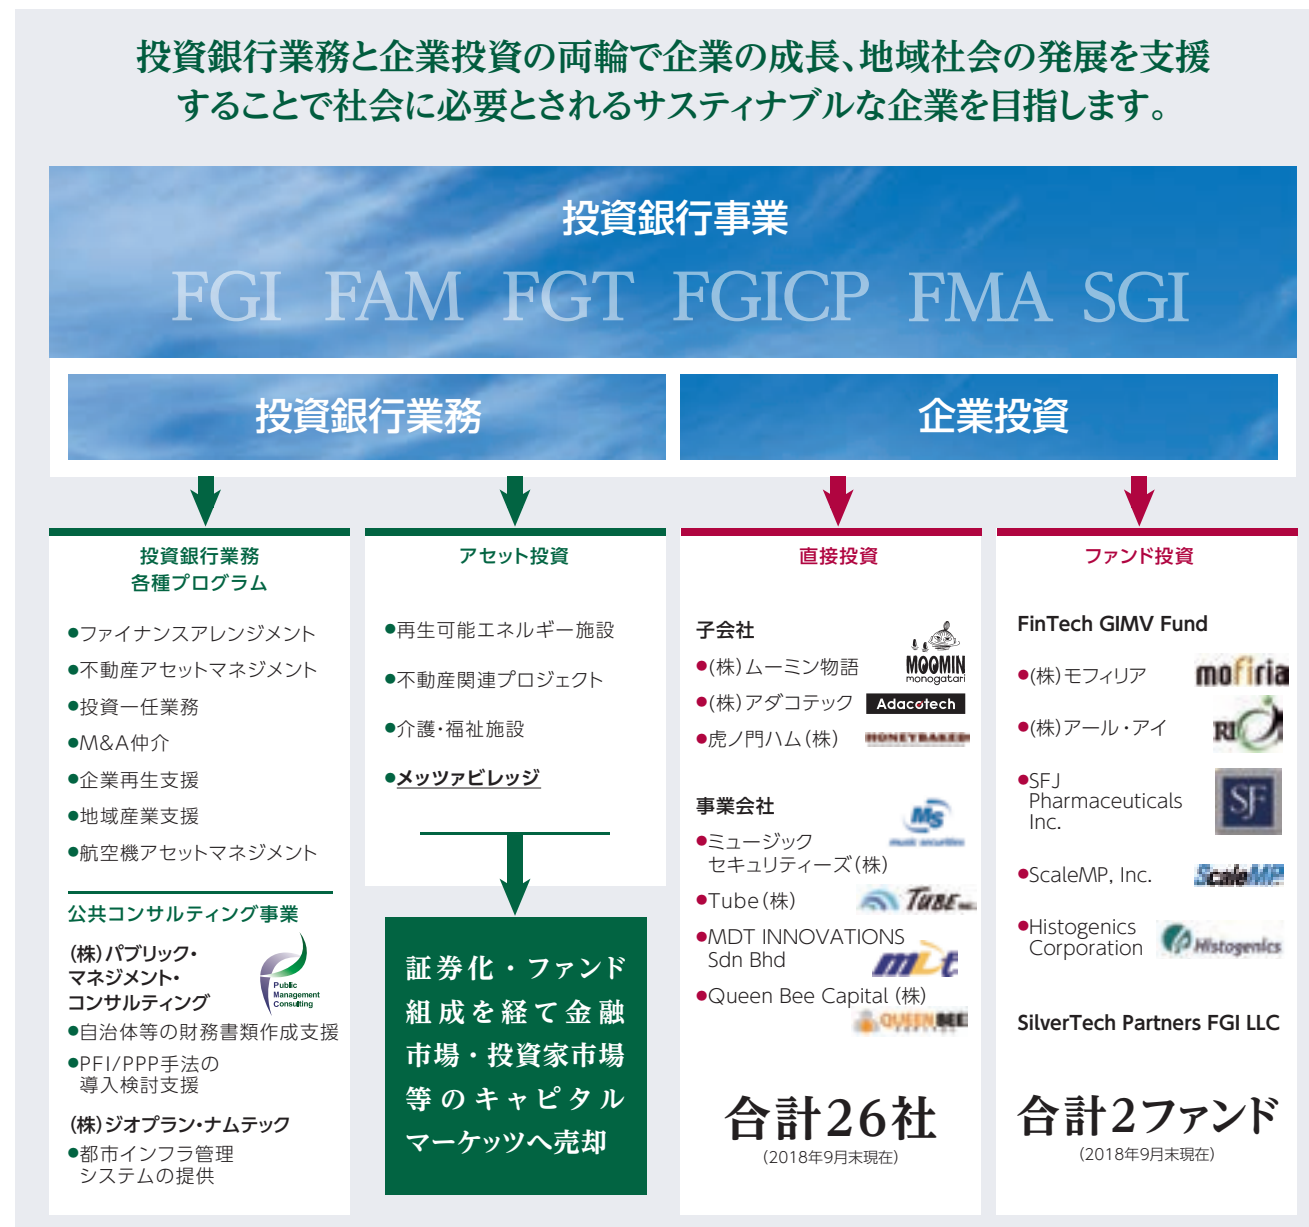 投資銀行業務と企業投資の両輪で企業の成長、地域社会の発展を支援
することで社会に必要とされるサスティナブルな企業を目指します。
投資銀行事業
FGI FAM FGT FGICP FMA SGI
投資銀行業務
企業投資
投資銀行業務
各種プログラム
●ファイナンスアレンジメント
●不動産アセットマネジメント
●投資一任業務
●M&A仲介
●企業再生支援
●地域産業支援
●航空機アセットマネジメント
公共コンサルティング事業
(株)パブリック・
マネジメント・
コンサルティング
Public
Management
Consulting
●自治体等の財務書類作成支援
●PFI/PPP手法の
導入検討支援
(株)ジオプラン・ナムテック
●都市インフラ管理
システムの提供
アセット投資
●再生可能エネルギー施設
●不動産関連プロジェクト
●介護・福祉施設
●メッツァビレッジ
証券化・ファンド
組成を経て金融
市場・投資家市場
等のキャピタル
マーケッツへ売却
直接投資
子会社
●(株)ムーミン物語
MOOMIN
monogatari
●(株)アダコテック
Adacotech
●虎ノ門ハム(株)
HONEYBAKED
事業会社
●ミュージック
セキュリティーズ(株)
MS
music securities
●Tube(株)
TUBE
●MDT INNOVATIONS
Sdn Bhd
mdt
●Queen Bee Capital (株)
QUEEN BEE
CAPITAL
合計26社
(2018年9月末現在)
ファンド投資
FinTech GIMV Fund
●(株)モフィリア
mofiria
●(株)アール・アイ
RI
●SFJ
Pharmaceuticals
Inc.
SF
●ScaleMP, Inc.
ScaleMP
●Histogenics
Corporation
Histogenics
SilverTech Partners FGI LLC
合計2ファンド
(2018年9月末現在)